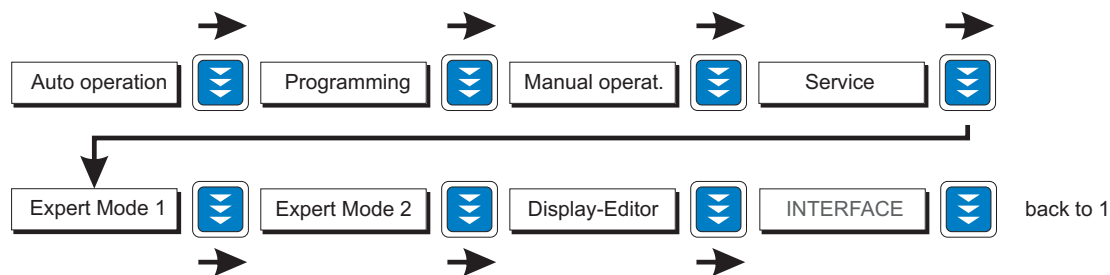 Auto operation Programming Manual operat. Service
Expert Mode 1 Expert Mode 2 Display-Editor INTERFACE back to 1